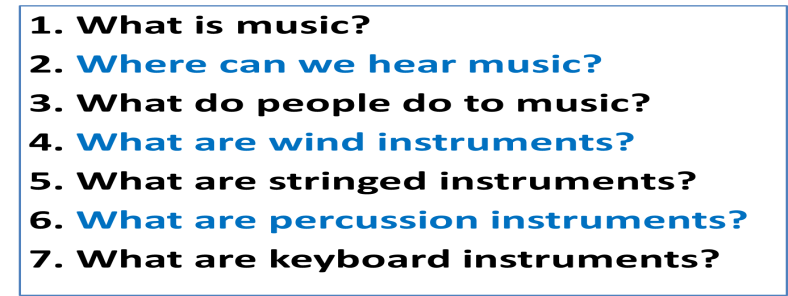 1. What is music?
2. Where can we hear music?
3. What do people do to music?
4. What are wind instruments?
5. What are stringed instruments?
6. What are percussion instruments?
7. What are keyboard instruments?